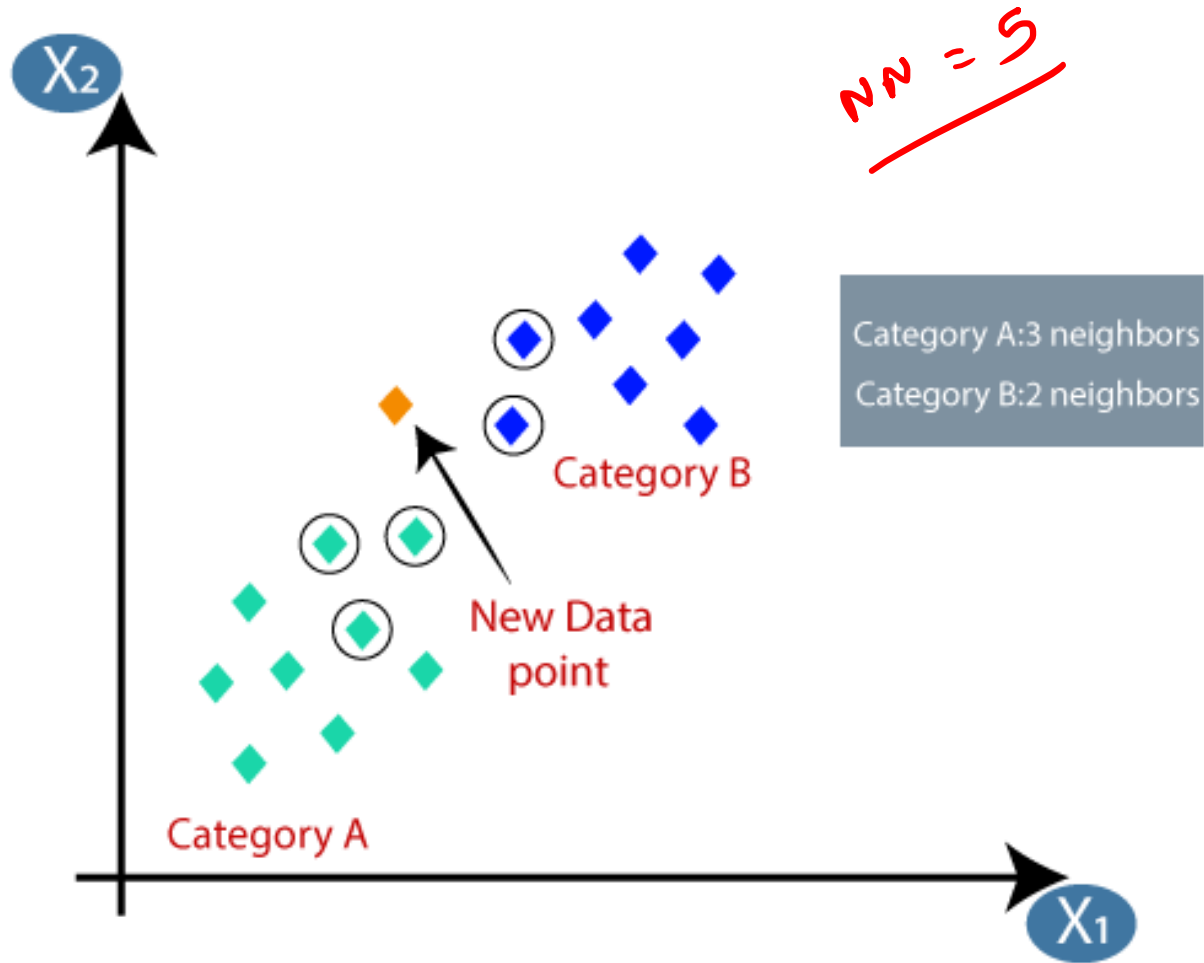 NN = 5
X₂
Category A:3 neighbors
Category B:2 neighbors
Category B
New Data
point
Category A
X₁